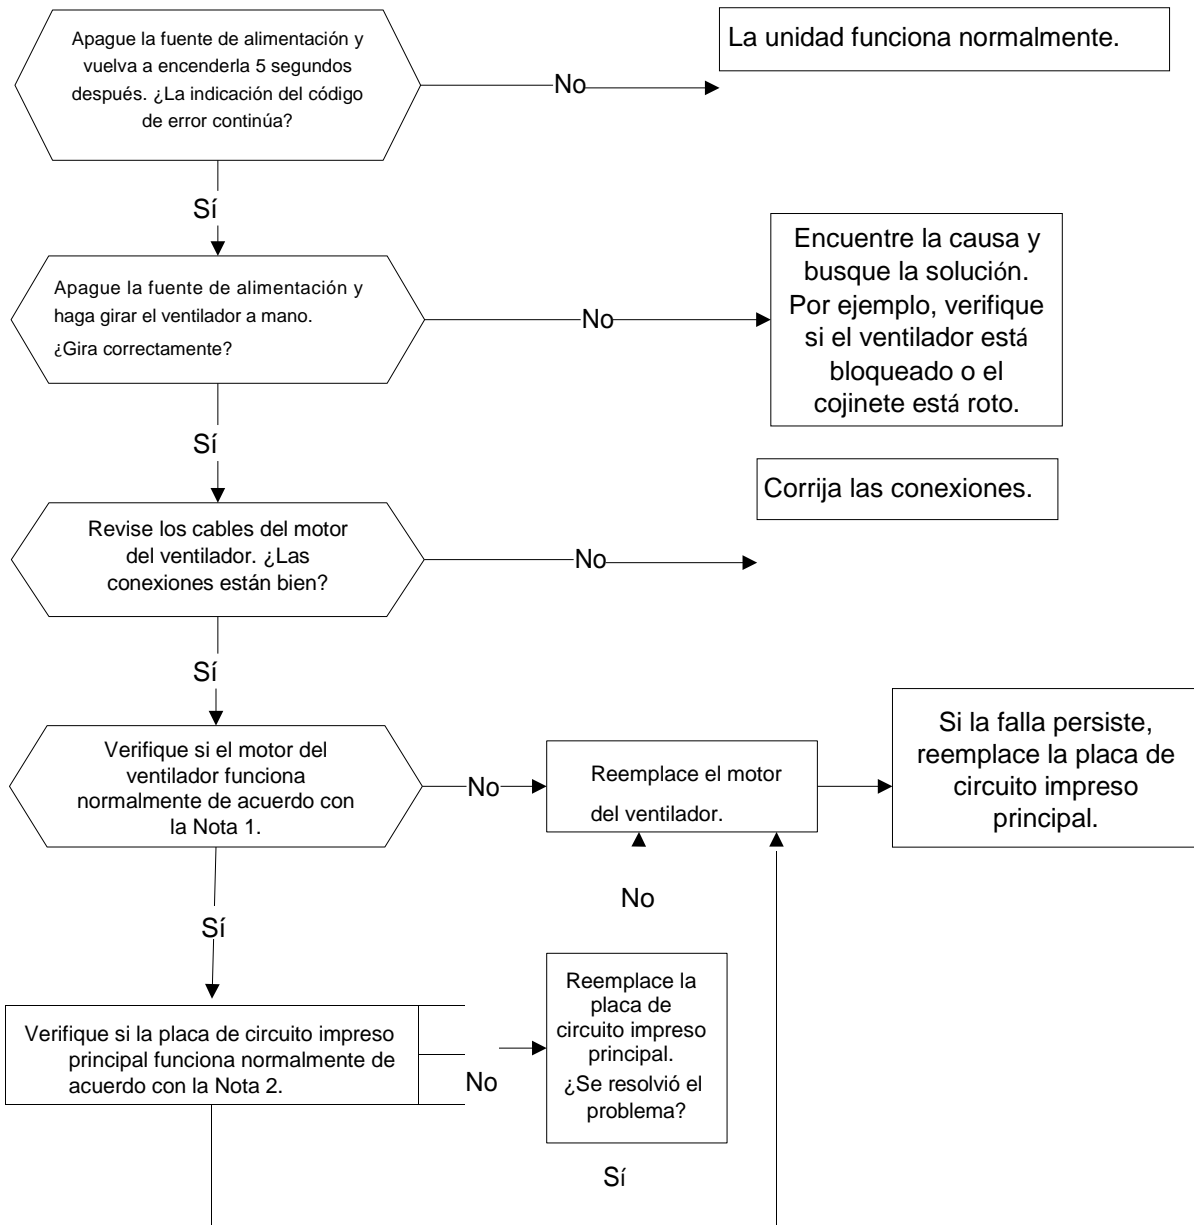 Apague la fuente de alimentación y
vuelva a encenderla 5 segundos
después. ¿La indicación del código
de error continúa?
No
La unidad funciona normalmente.
Sí
Apague la fuente de alimentación y
haga girar el ventilador a mano.
¿Gira correctamente?
No
Encuentre la causa y
busque la solución.
Por ejemplo, verifique
si el ventilador está
bloqueado o el
cojinete está roto.
Sí
Revise los cables del motor
del ventilador. ¿Las
conexiones están bien?
No
Corrija las conexiones.
Sí
Verifique si el motor del
ventilador funciona
normalmente de acuerdo con
la Nota 1.
No
Reemplace el motor
del ventilador.
Si la falla persiste,
reemplace la placa de
circuito impreso
principal.
No
Sí
Verifique si la placa de circuito impreso
principal funciona normalmente de
acuerdo con la Nota 2.
No
Reemplace la
placa de
circuito impreso
principal.
¿Se resolvió el
problema?
Sí